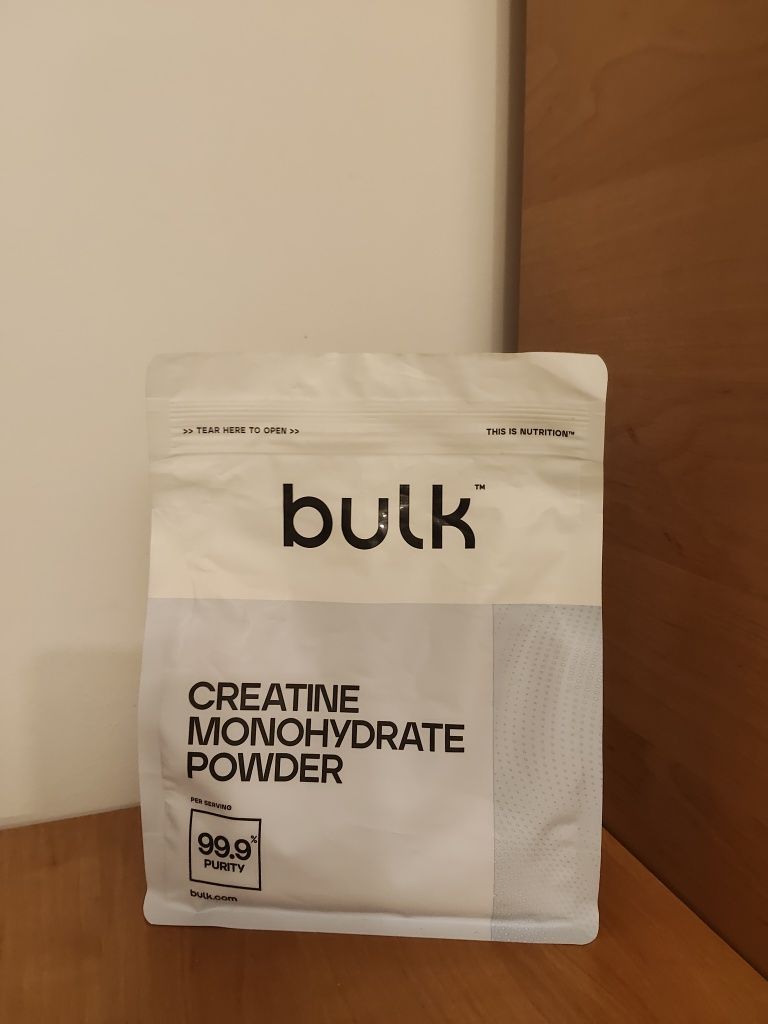 >> TEAR HERE TO OPEN >>
THIS IS NUTRITION™
bulk™
CREATINE
MONOHYDRATE
POWDER
PER SERVING
99.9%
PURITY
bulk.com